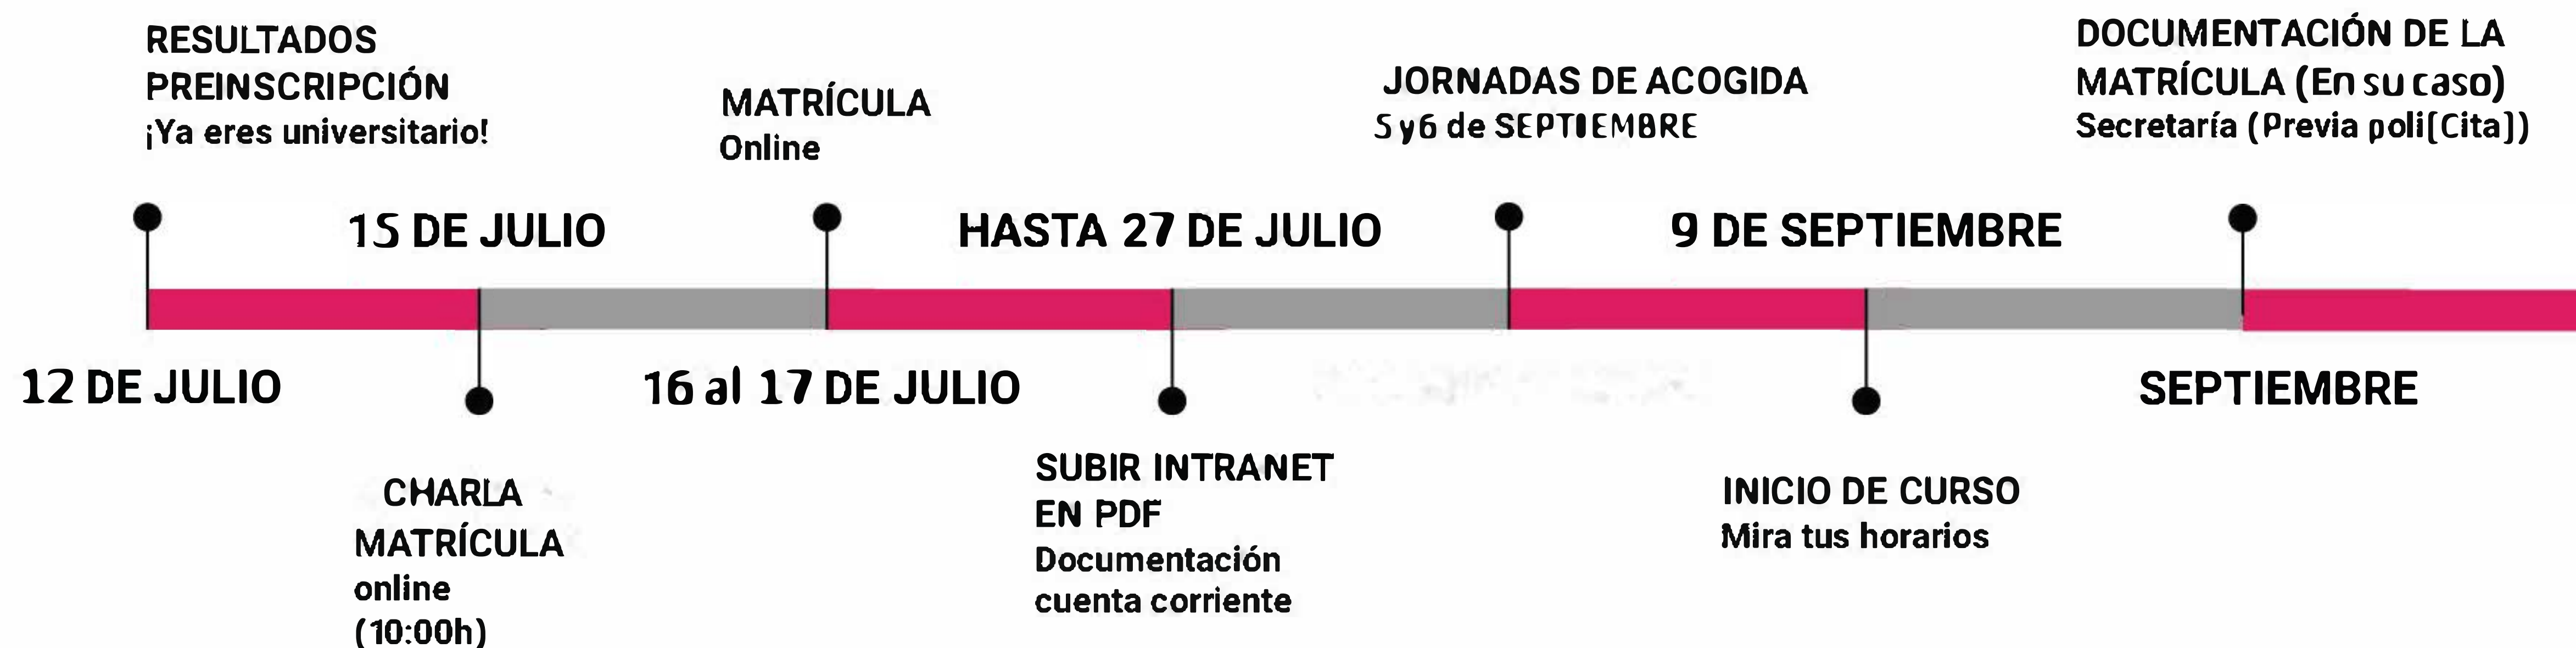 RESULTADOS
PREINSCRIPCIÓN
¡Ya eres universitario!
12 DE JULIO
15 DE JULIO
CHARLA
MATRÍCULA
online
(10:00h)
MATRÍCULA
Online
16 al 17 DE JULIO
HASTA 27 DE JULIO
SUBIR INTRANET
EN PDF
Documentación
cuenta corriente
JORNADAS DE ACOGIDA
5 y6 de SEPTIEMBRE
9 DE SEPTIEMBRE
INICIO DE CURSO
Mira tus horarios
DOCUMENTACIÓN DE LA
MATRÍCULA (En su caso)
Secretaría (Previa poli[Cita])
SEPTIEMBRE